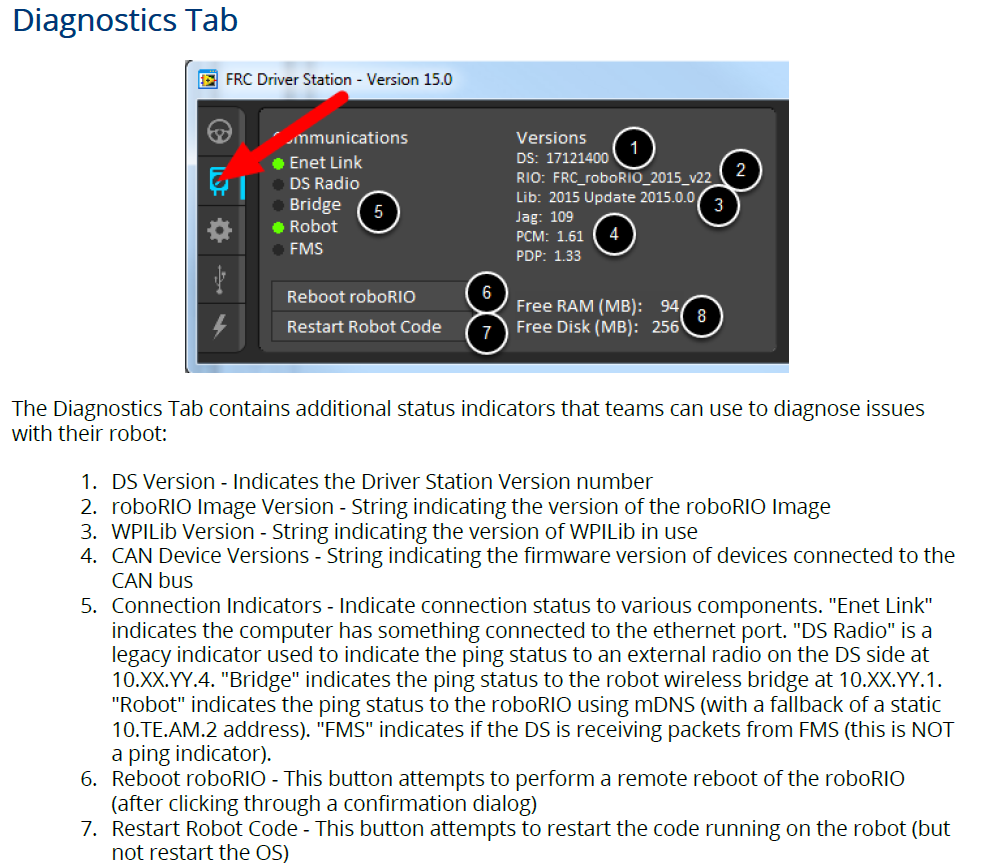 Diagnostics Tab
FRC Driver Station - Version 15.0
mmunications
Enet Link
DS Radio
Bridge
Robot
FMS
5
Reboot roboRIO
6
Restart Robot Code
7
Versions
DS: 17121400
1
RIO: FRC_roboRIO_2015_v22
2
Lib: 2015 Update 2015.0.0
3
Jag: 109
PCM: 1.61
4
PDP: 1.33
Free RAM (MB): 94
Free Disk (MB): 256
8
The Diagnostics Tab contains additional status indicators that teams can use to diagnose issues
with their robot:
1. DS Version - Indicates the Driver Station Version number
2. roboRIO Image Version - String indicating the version of the roboRIO Image
3. WPILib Version - String indicating the version of WPILib in use
4. CAN Device Versions - String indicating the firmware version of devices connected to the
CAN bus
5. Connection Indicators - Indicate connection status to various components. "Enet Link"
indicates the computer has something connected to the ethernet port. "DS Radio" is a
legacy indicator used to indicate the ping status to an external radio on the DS side at
10.XX.YY.4. "Bridge" indicates the ping status to the robot wireless bridge at 10.XX.YY.1.
"Robot" indicates the ping status to the roboRIO using mDNS (with a fallback of a static
10.TE.AM.2 address). "FMS" indicates if the DS is receiving packets from FMS (this is NOT
a ping indicator).
6. Reboot roboRIO - This button attempts to perform a remote reboot of the roboRIO
(after clicking through a confirmation dialog)
7. Restart Robot Code - This button attempts to restart the code running on the robot (but
not restart the OS)